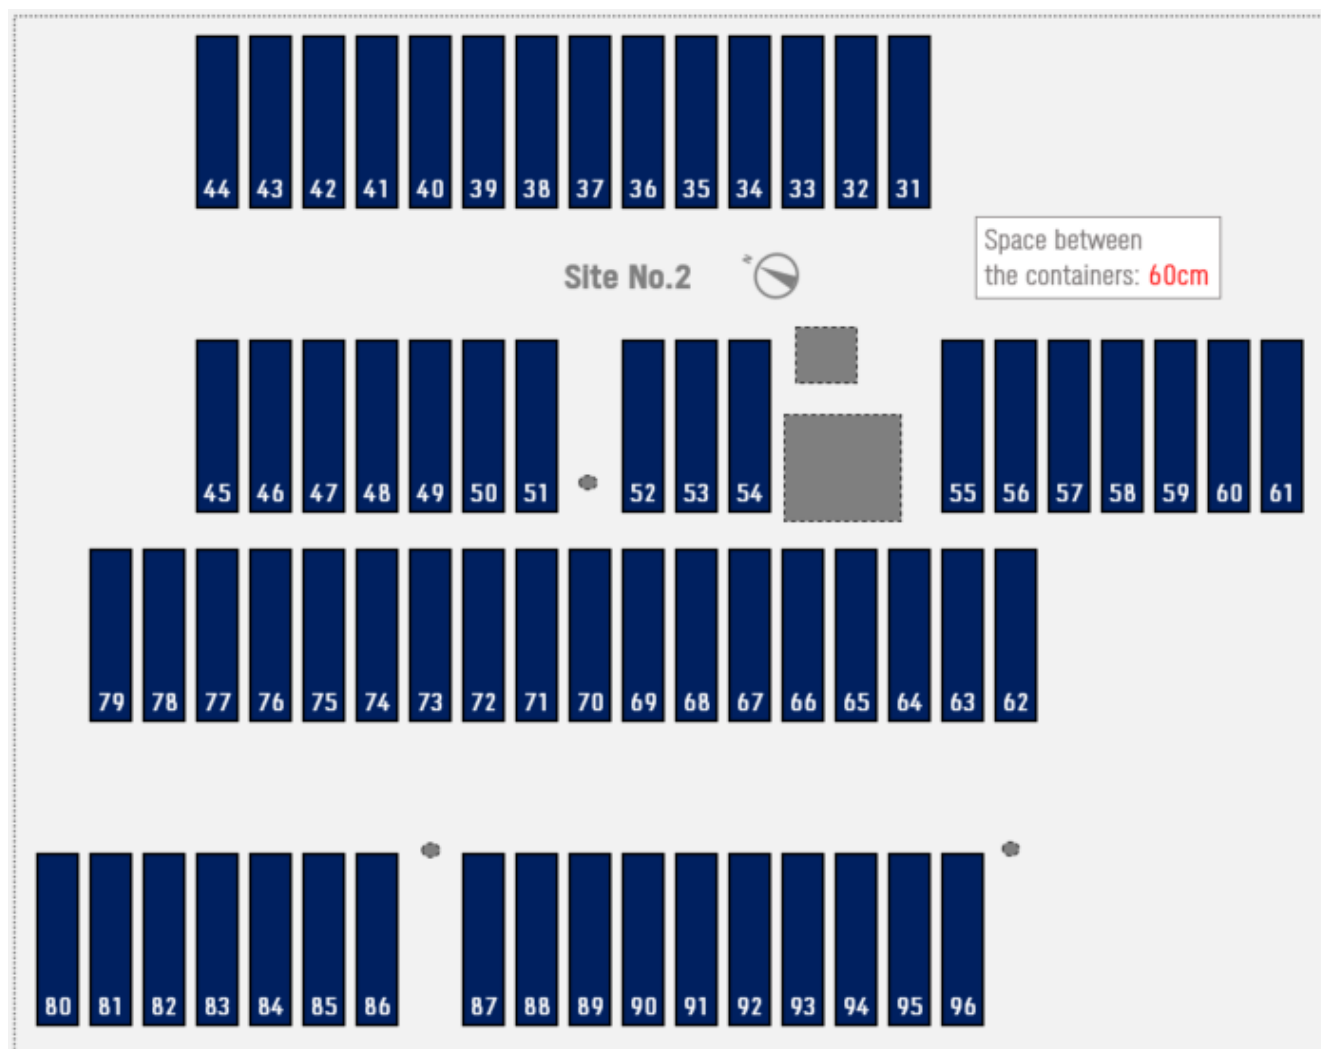 44 43 42 41 40 39 38 37 36 35 34 33 32 31
Space between
the containers: 60cm
Site No.2
N
45 46 47 48 49 50 51 52 53 54 55 56 57 58 59 60 61
79 78 77 76 75 74 73 72 71 70 69 68 67 66 65 64 63 62
80 81 82 83 84 85 86 87 88 89 90 91 92 93 94 95 96